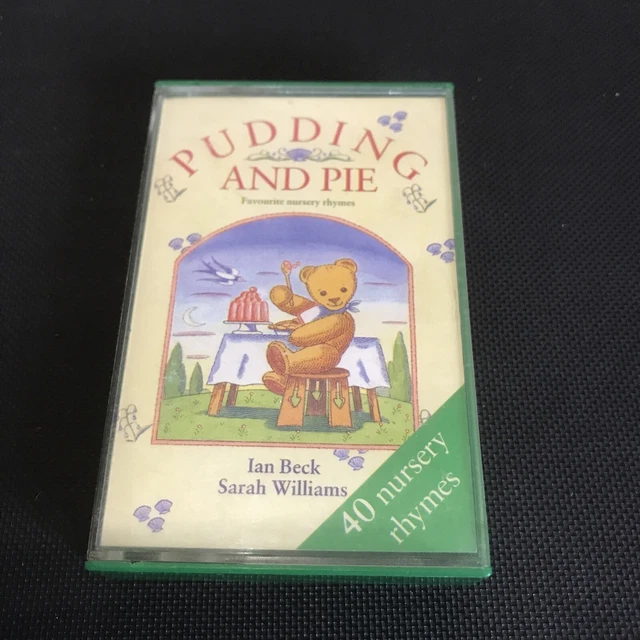 PUDDING
AND PIE
Favourite nursery rhymes
Ian Beck
Sarah Williams
40 nursery
rhymes